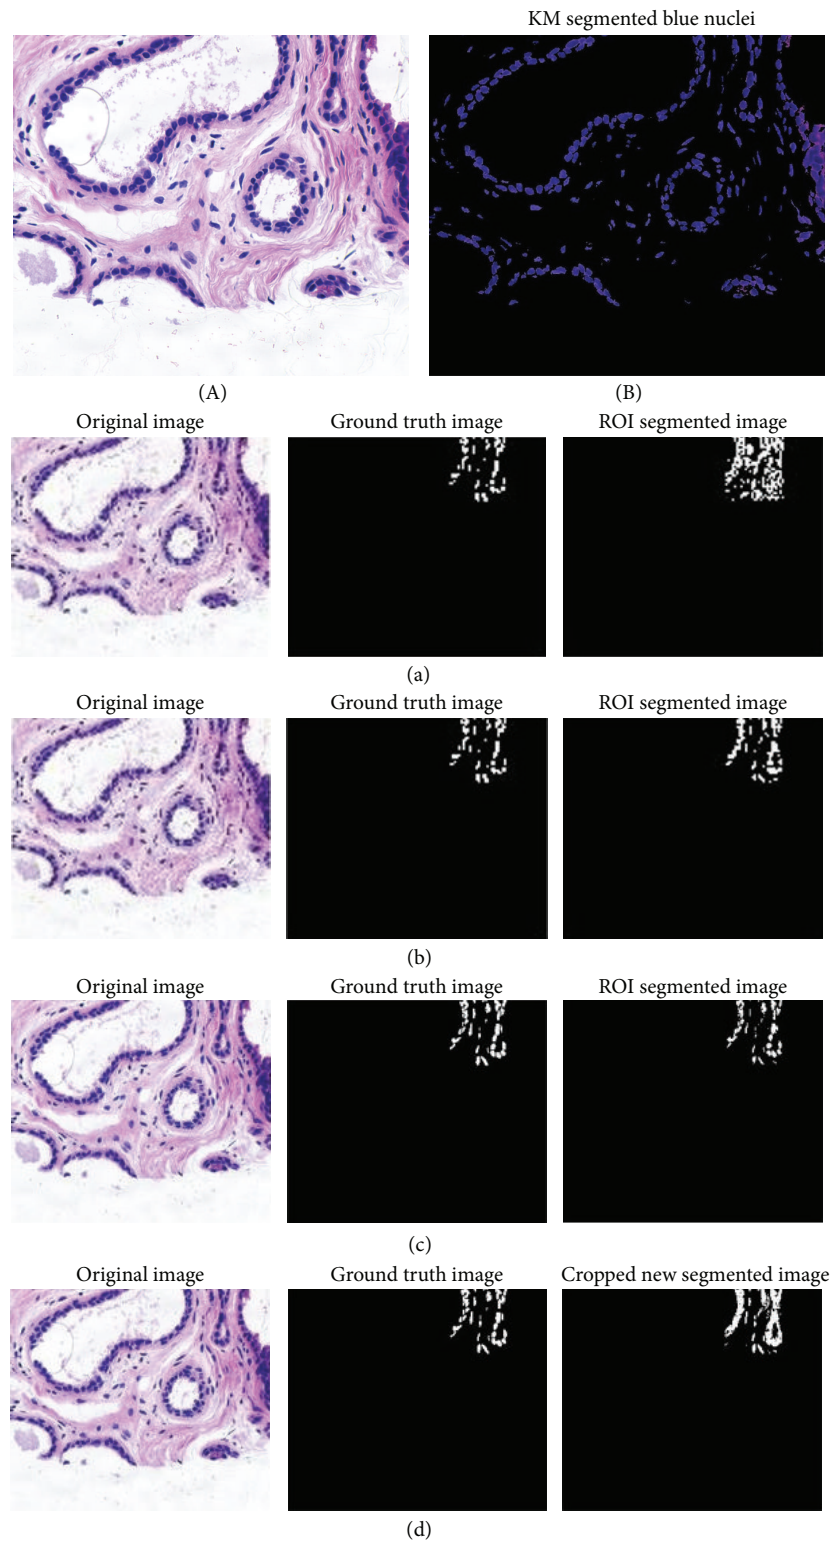 KM segmented blue nuclei
(A)
(B)
Original image
Ground truth image
ROI segmented image
(a)
Original image
Ground truth image
ROI segmented image
(b)
Original image
Ground truth image
ROI segmented image
(c)
Original image
Ground truth image
Cropped new segmented image
(d)